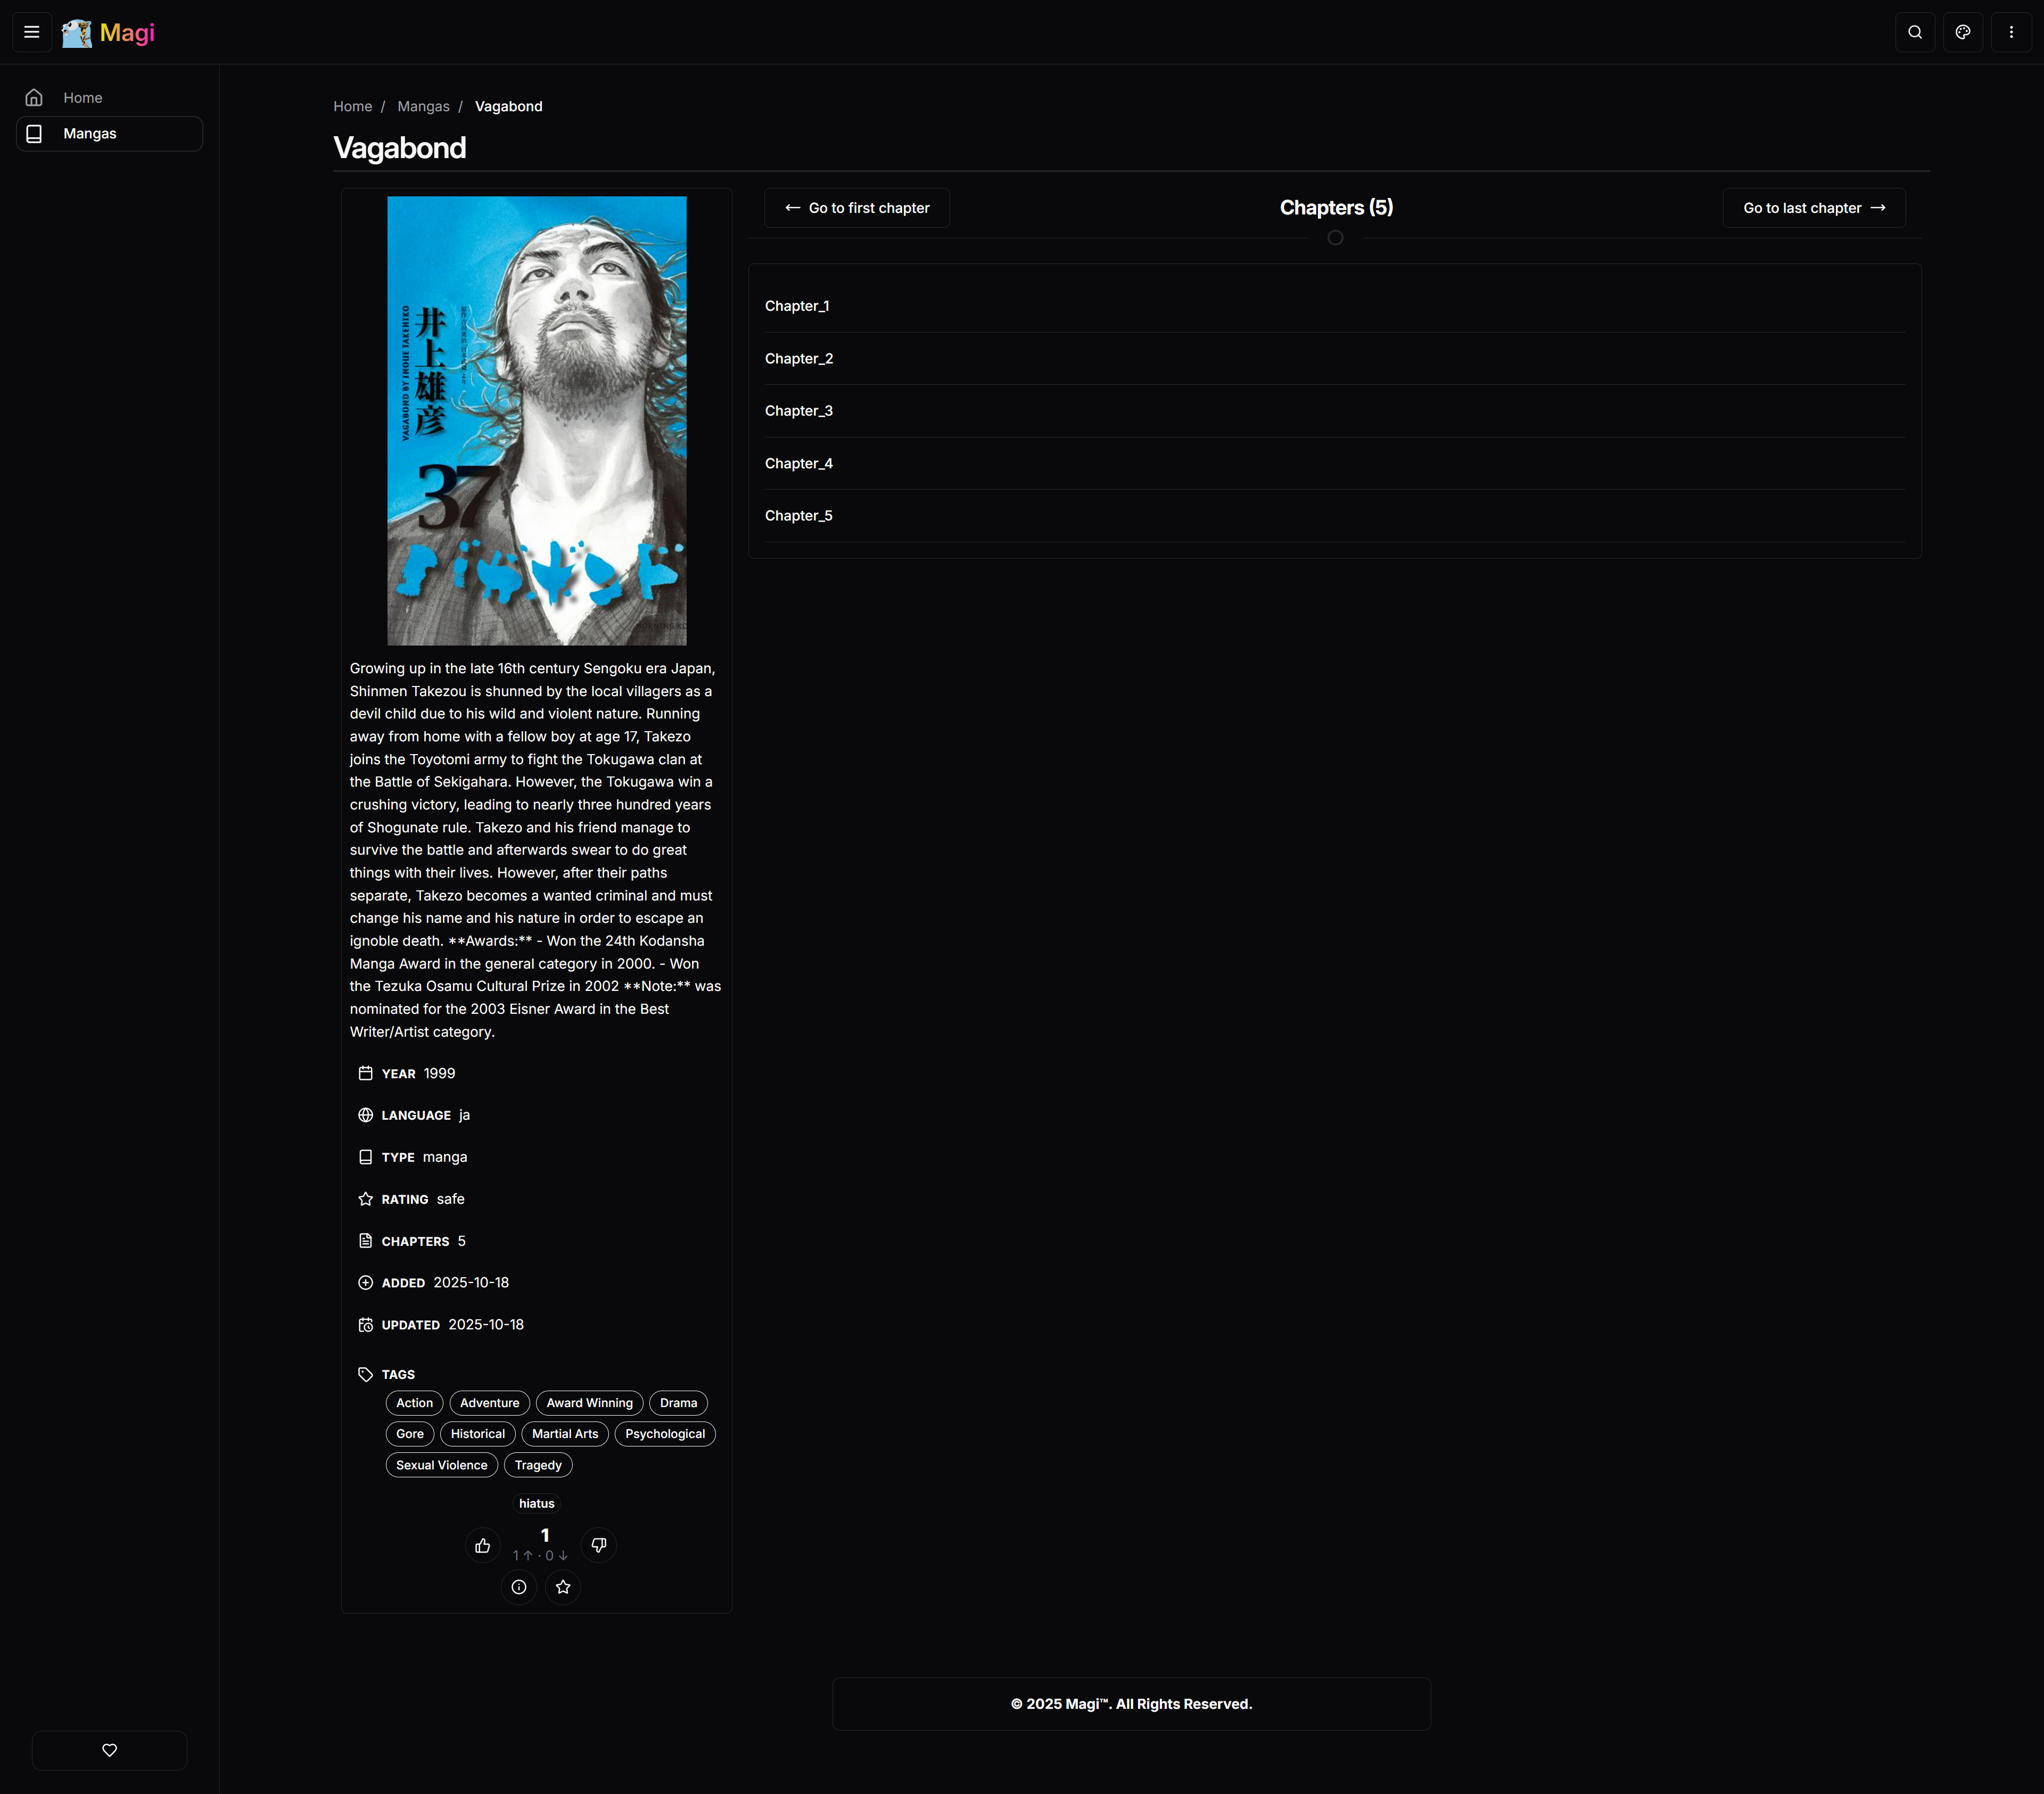 Magi
Home
Mangas
Home / Mangas / Vagabond
Vagabond
Go to first chapter
Chapters (5)
Go to last chapter
Chapter_1
Chapter_2
Chapter_3
Chapter_4
Chapter_5
VAGABOND BY INOUE TAKEHIKO
井上雄彦
37
バガボンド
Growing up in the late 16th century Sengoku era Japan,
Shinmen Takezou is shunned by the local villagers as a
devil child due to his wild and violent nature. Running
away from home with a fellow boy at age 17, Takezo
joins the Toyotomi army to fight the Tokugawa clan at
the Battle of Sekigahara. However, the Tokugawa win a
crushing victory, leading to nearly three hundred years
of Shogunate rule. Takezo and his friend manage to
survive the battle and afterwards swear to do great
things with their lives. However, after their paths
separate, Takezo becomes a wanted criminal and must
change his name and his nature in order to escape an
ignoble death. **Awards:** - Won the 24th Kodansha
Manga Award in the general category in 2000. - Won
the Tezuka Osamu Cultural Prize in 2002 **Note:** was
nominated for the 2003 Eisner Award in the Best
Writer/Artist category.
YEAR 1999
LANGUAGE ja
TYPE manga
RATING safe
CHAPTERS 5
ADDED 2025-10-18
UPDATED 2025-10-18
TAGS
Action Adventure Award Winning Drama
Gore Historical Martial Arts Psychological
Sexual Violence Tragedy
hiatus
1
1 ↑ · 0 ↓
© 2025 Magi™. All Rights Reserved.